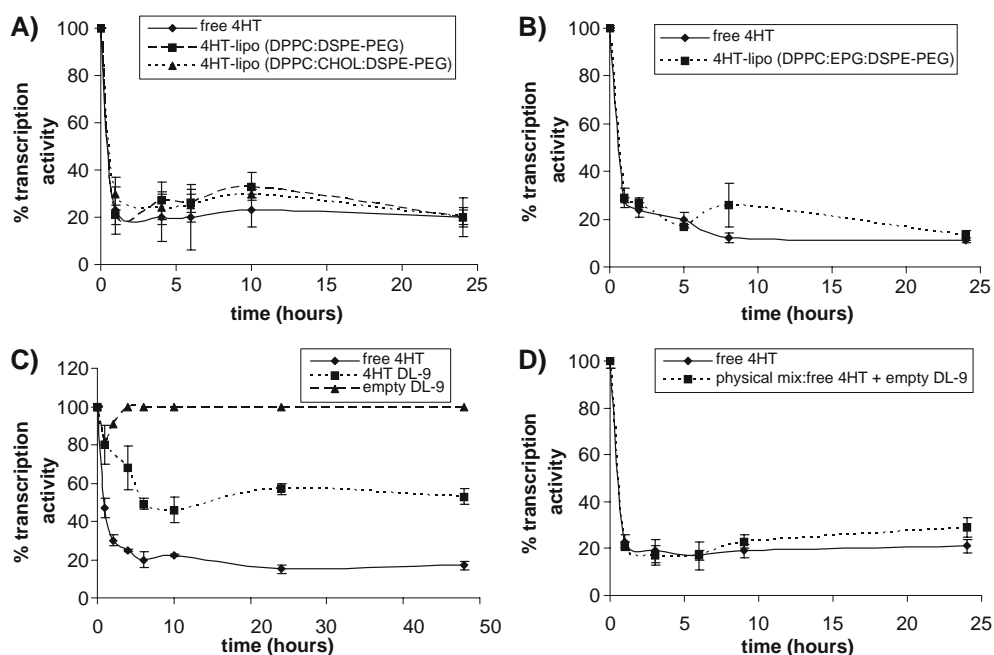 A)
free 4HT
4HT-lipo (DPPC:DSPE-PEG)
4HT-lipo (DPPC:CHOL:DSPE-PEG)
% transcription
activity
100
80
60
40
20
0
0 5 10 15 20 25
time (hours)
B)
free 4HT
4HT-lipo (DPPC:EPG:DSPE-PEG)
% transcription
activity
100
80
60
40
20
0
0 5 10 15 20 25
time (hours)
C)
free 4HT
4HT DL-9
empty DL-9
% transcription
activity
120
100
80
60
40
20
0
0 10 20 30 40 50
time (hours)
D)
free 4HT
physical mix:free 4HT + empty DL-9
% transcription
activity
100
80
60
40
20
0
0 5 10 15 20 25
time (hours)